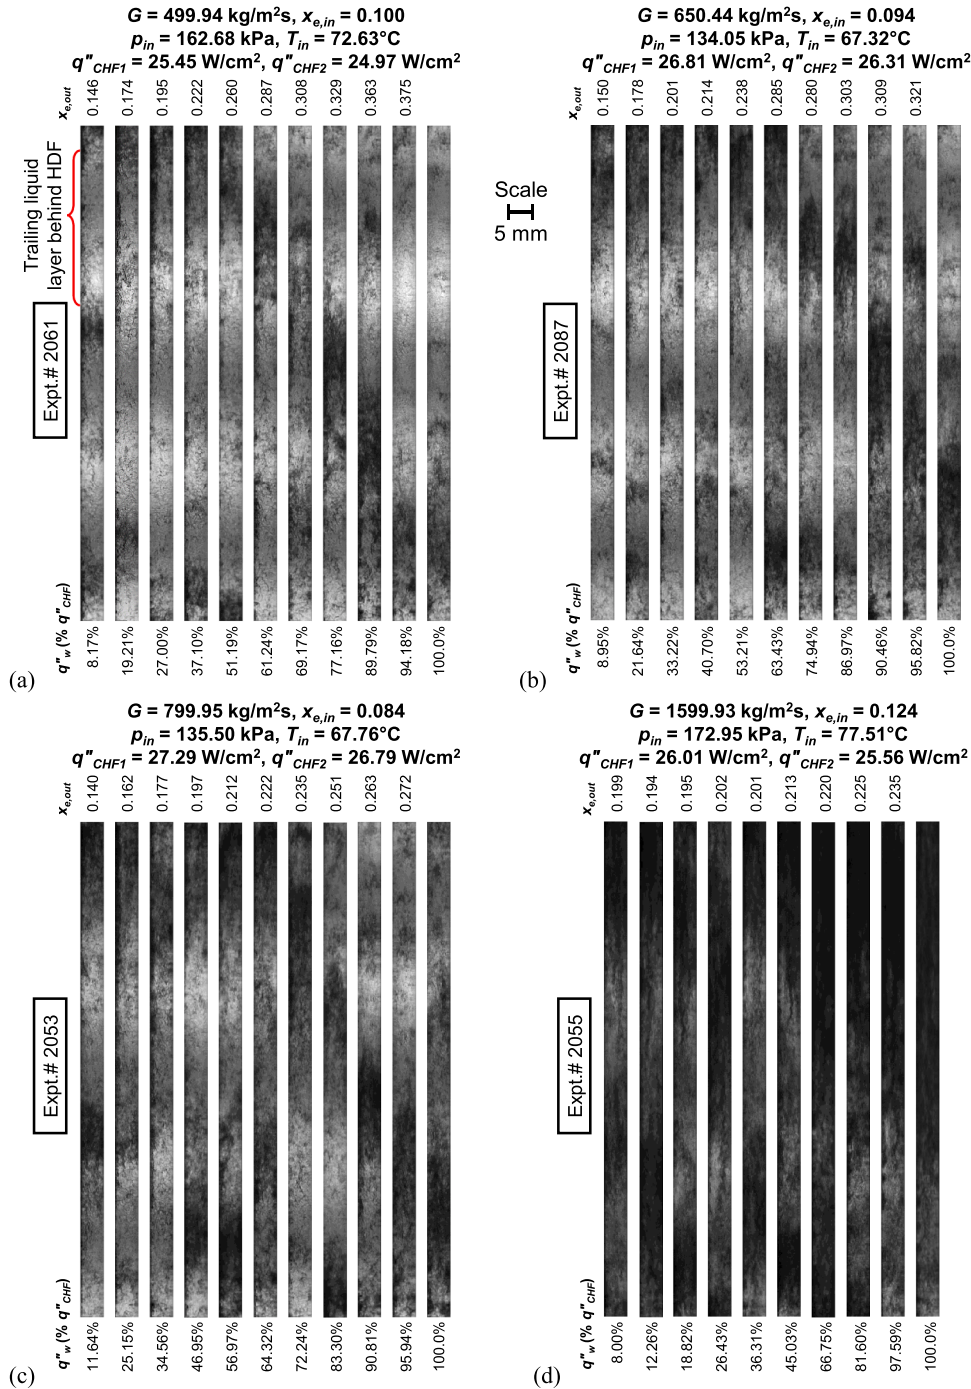 G = 499.94 kg/m²s, xe,in = 0.100
pin = 162.68 kPa, Tin = 72.63°C
q"CHF1 = 25.45 W/cm², q"CHF2 = 24.97 W/cm²
xe,out
0.146
0.174
0.195
0.222
0.260
0.287
0.308
0.329
0.363
0.375
Trailing liquid
layer behind HDF
Expt.# 2061
q"w (% q"CHF)
8.17%
19.21%
27.00%
37.10%
51.19%
61.24%
69.17%
77.16%
89.79%
94.18%
100.0%
(a)
G = 650.44 kg/m²s, xe,in = 0.094
pin = 134.05 kPa, Tin = 67.32°C
q"CHF1 = 26.81 W/cm², q"CHF2 = 26.31 W/cm²
xe,out
0.150
0.178
0.201
0.214
0.238
0.285
0.280
0.303
0.309
0.321
Scale
5 mm
Expt.# 2087
q"w (% q"CHF)
8.95%
21.64%
33.22%
40.70%
53.21%
63.43%
74.94%
86.97%
90.46%
95.82%
100.0%
(b)
G = 799.95 kg/m²s, xe,in = 0.084
pin = 135.50 kPa, Tin = 67.76°C
q"CHF1 = 27.29 W/cm², q"CHF2 = 26.79 W/cm²
xe,out
0.140
0.162
0.177
0.197
0.212
0.222
0.235
0.251
0.263
0.272
Expt.# 2053
q"w (% q"CHF)
11.64%
25.15%
34.56%
46.95%
56.97%
64.32%
72.24%
83.30%
90.81%
95.94%
100.0%
(c)
G = 1599.93 kg/m²s, xe,in = 0.124
pin = 172.95 kPa, Tin = 77.51°C
q"CHF1 = 26.01 W/cm², q"CHF2 = 25.56 W/cm²
xe,out
0.199
0.194
0.195
0.202
0.201
0.213
0.220
0.225
0.235
Expt.# 2055
q"w (% q"CHF)
8.00%
12.26%
18.82%
26.43%
36.31%
45.03%
66.75%
81.60%
97.59%
100.0%
(d)